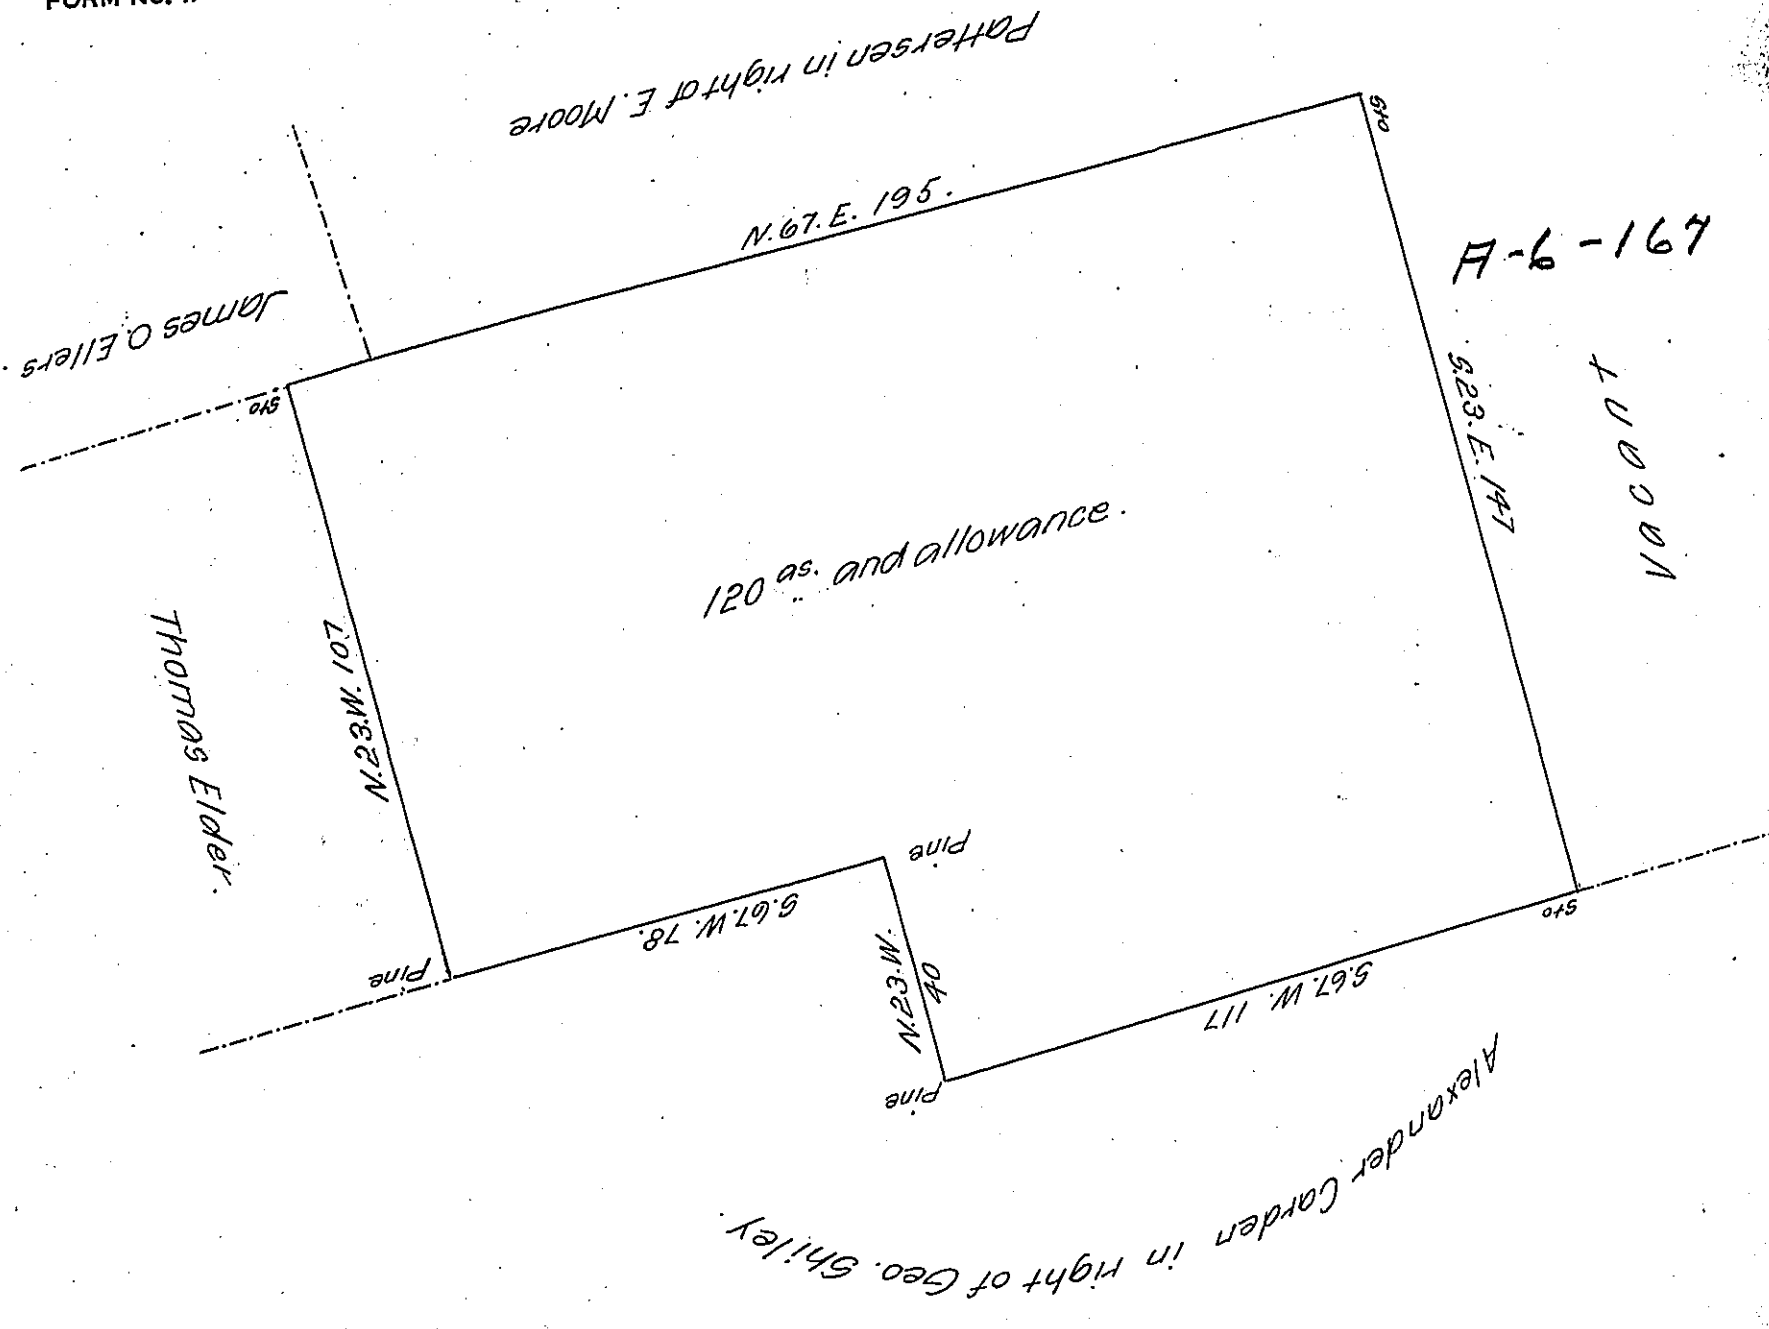 FORM No. 1
Pattersen in right of E. Moore
Sto
N. 67. E. 195.
A-6-167
James O. Ellers.
Sto
S. 23. E. 147
Vacant
120 as. and allowance.
Thomas Elder.
N. 23 W. 107
Pine
S. 67. W. 78.
Pine
N. 23. W.
40
Sto
Pine
S. 67. W. 117
Alexander Carden in right of Geo. Shiley.